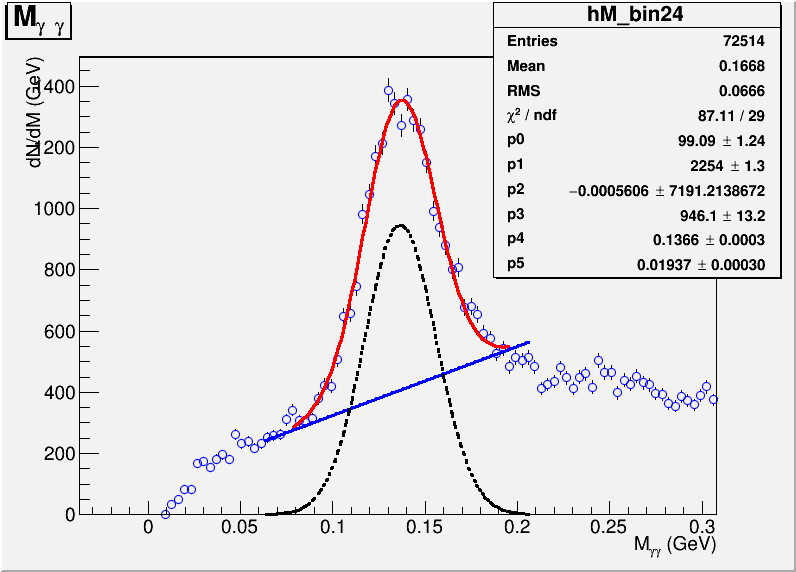 M_γ γ
hM_bin24
Entries 72514
Mean 0.1668
RMS 0.0666
χ² / ndf 87.11 / 29
p0 99.09 ± 1.24
p1 2254 ± 1.3
p2 −0.0005606 ± 7191.2138672
p3 946.1 ± 13.2
p4 0.1366 ± 0.0003
p5 0.01937 ± 0.00030
dN/dM (GeV)
1400
1200
1000
800
600
400
200
0
0 0.05 0.1 0.15 0.2 0.25 0.3
M_γγ (GeV)